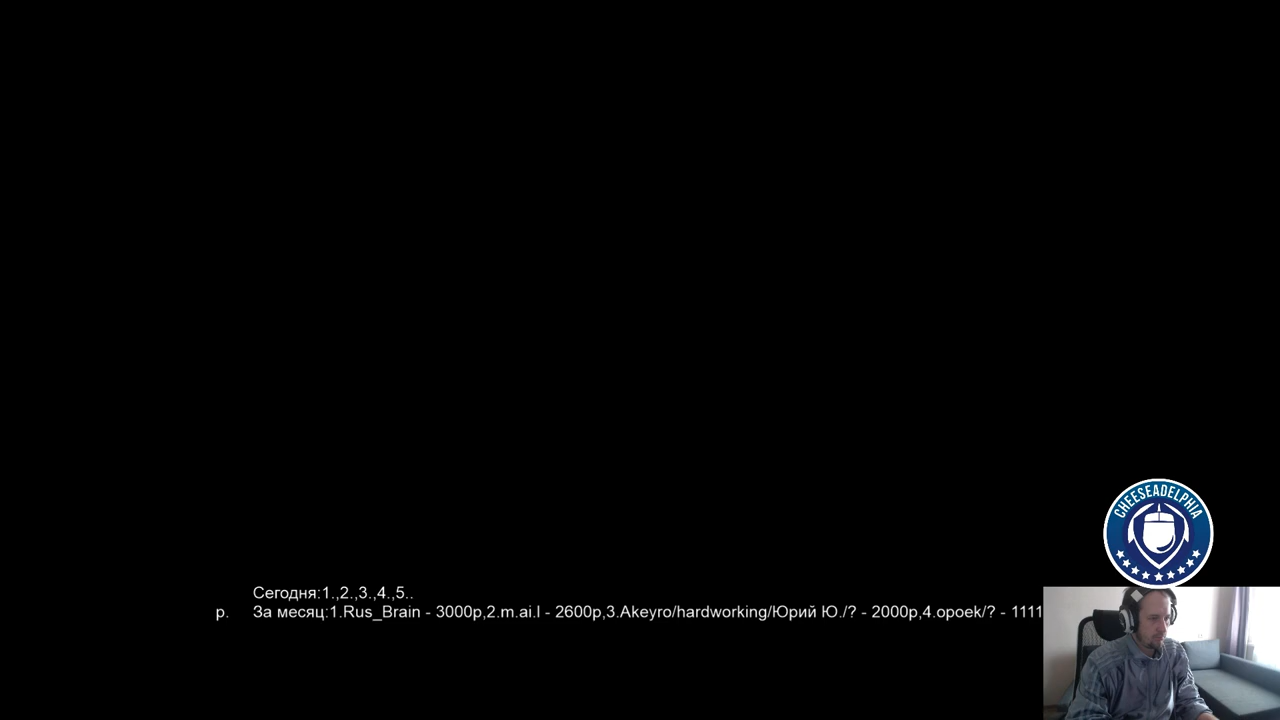 CHEESEADELPHIA
Сегодня:1.,2.,3.,4.,5..
р. За месяц:1.Rus_Brain - 3000р,2.m.ai.l - 2600р,3.Akeyro/hardworking/Юрий Ю./? - 2000р,4.opoek/? - 1111